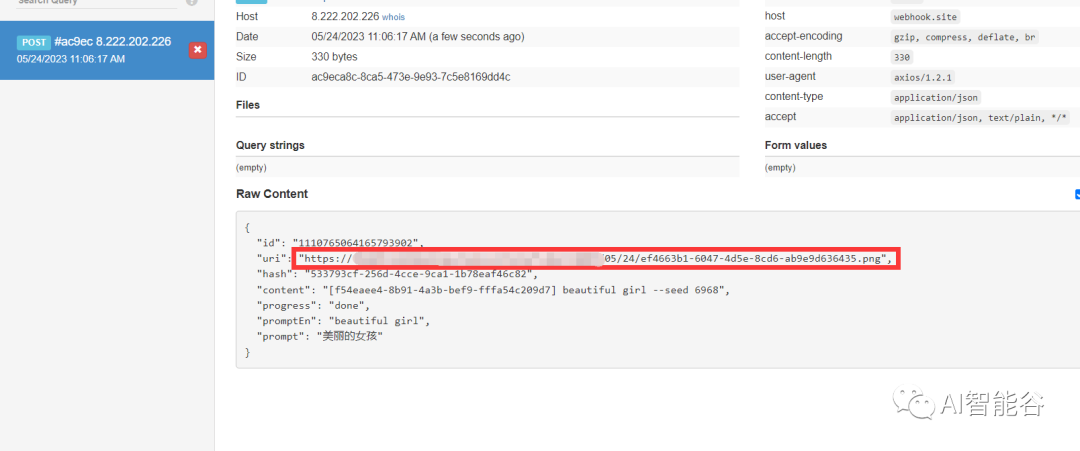 Search Query
POST #ac9ec 8.222.202.226
05/24/2023 11:06:17 AM
Host 8.222.202.226 whois
Date 05/24/2023 11:06:17 AM (a few seconds ago)
Size 330 bytes
ID ac9eca8c-8ca5-473e-9e93-7c5e8169dd4c
Files
Query strings
(empty)
host webhook.site
accept-encoding gzip, compress, deflate, br
content-length 330
user-agent axios/1.2.1
content-type application/json
accept application/json, text/plain, */*
Form values
(empty)
Raw Content
{
"id": "1110765064165793902",
"uri": "https:// 05/24/ef4663b1-6047-4d5e-8cd6-ab9e9d636435.png",
"hash": "533793cf-256d-4cce-9ca1-1b78eaf46c82",
"content": "[f54eaee4-8b91-4a3b-bef9-fffa54c209d7] beautiful girl --seed 6968",
"progress": "done",
"promptEn": "beautiful girl",
"prompt": "美丽的女孩"
}
AI智能谷